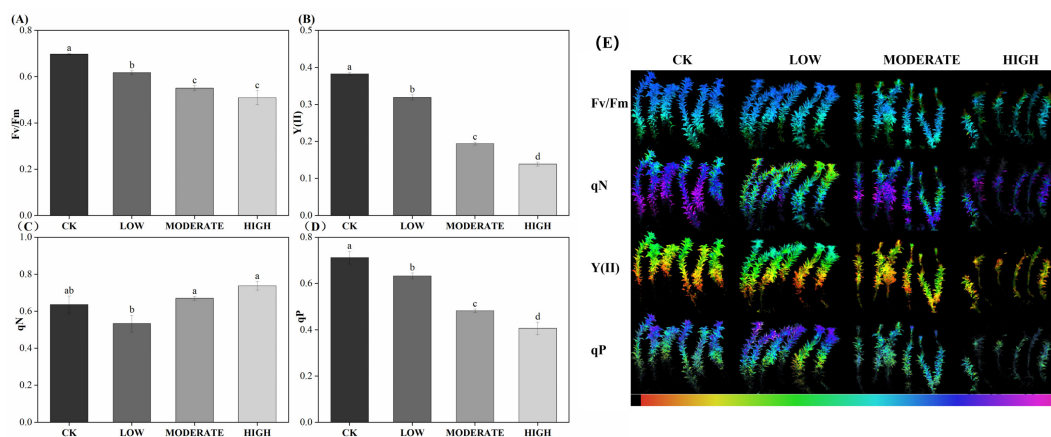 (A)
0.8
0.6
0.4
0.2
0.0
Fv/Fm
a
b
c
c
CK
LOW
MODERATE
HIGH
(B)
0.5
0.4
0.3
0.2
0.1
0.0
Y(II)
a
b
c
d
CK
LOW
MODERATE
HIGH
(C)
1.0
0.8
0.6
0.4
0.2
0.0
qN
ab
b
a
a
CK
LOW
MODERATE
HIGH
(D)
0.8
0.6
0.4
0.2
0.0
qP
a
b
c
d
CK
LOW
MODERATE
HIGH
(E)
CK LOW MODERATE HIGH
Fv/Fm
qN
Y(II)
qP